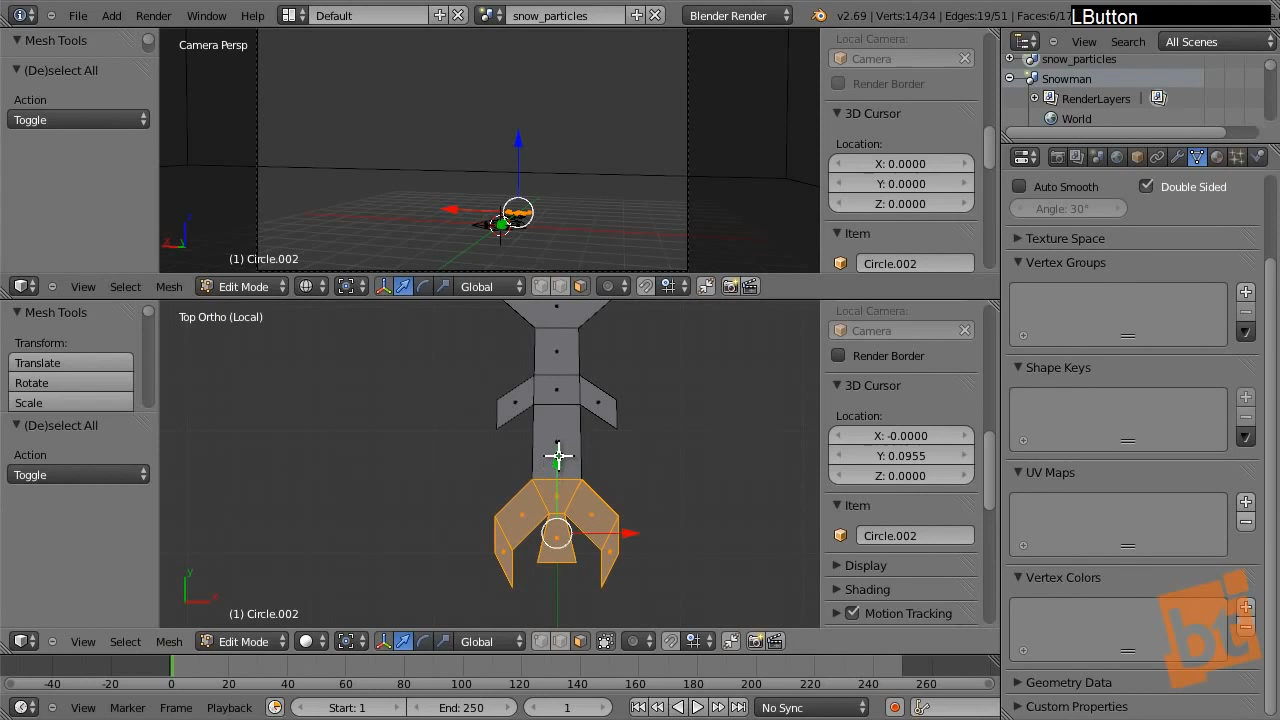 File Add Render Window Help Default snow_particles Blender Render v2.69 | Verts:14/34 | Edges:19/51 | Faces:6/17 LButton
Mesh Tools
(De)select All
Action
Toggle
Camera Persp
(1) Circle.002
Local Camera:
Camera
Render Border
3D Cursor
Location:
X: 0.0000
Y: 0.0000
Z: 0.0000
Item
Circle.002
View Select Mesh Edit Mode Global
Mesh Tools
Transform:
Translate
Rotate
Scale
(De)select All
Action
Toggle
Top Ortho (Local)
(1) Circle.002
Local Camera:
Camera
Render Border
3D Cursor
Location:
X: -0.0000
Y: 0.0955
Z: 0.0000
Item
Circle.002
Display
Shading
Motion Tracking
View Select Mesh Edit Mode Global
-40 -20 0 20 40 60 80 100 120 140 160 180 200 220 240 260
View Marker Frame Playback Start: 1 End: 250 1 No Sync
View Search All Scenes
snow_particles
Snowman
RenderLayers
World
Auto Smooth Double Sided
Angle: 30°
Texture Space
Vertex Groups
Shape Keys
UV Maps
Vertex Colors
Geometry Data
Custom Properties
bt